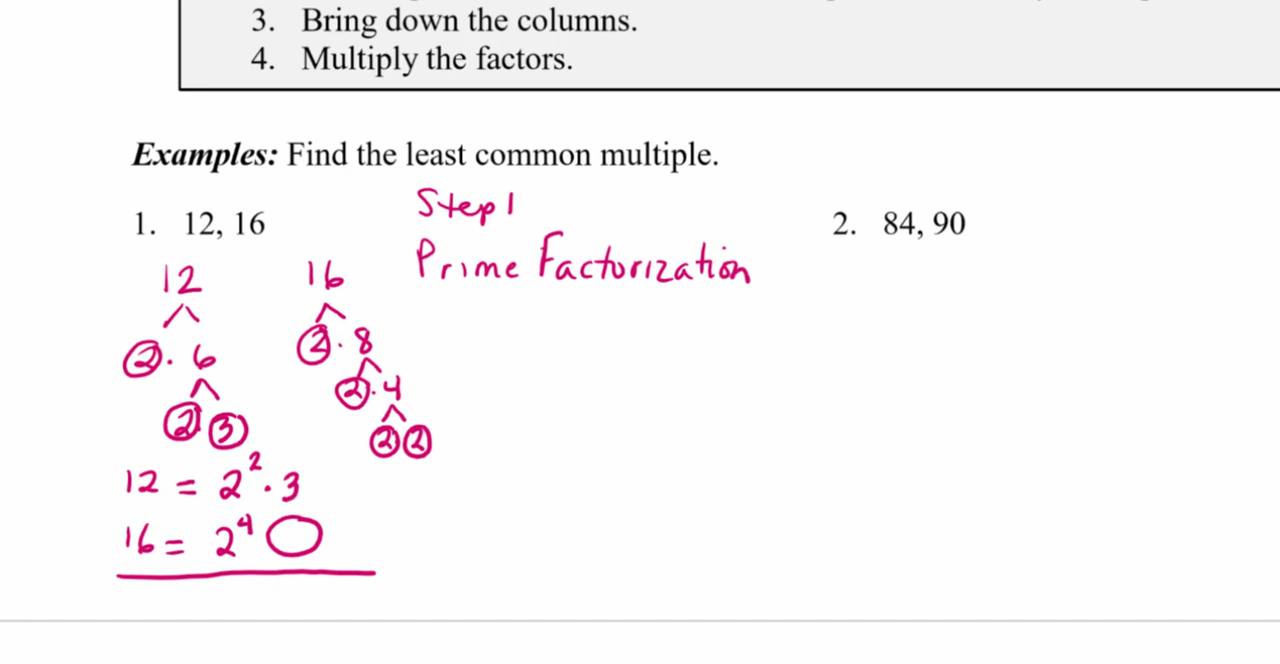 3. Bring down the columns.
4. Multiply the factors.
Examples: Find the least common multiple.
Step 1
1. 12, 16
2. 84, 90
Prime Factorization
12
16
2 . 6
2 . 8
2 . 4
2 3
2 2
12 = 2² · 3
16 = 2⁴